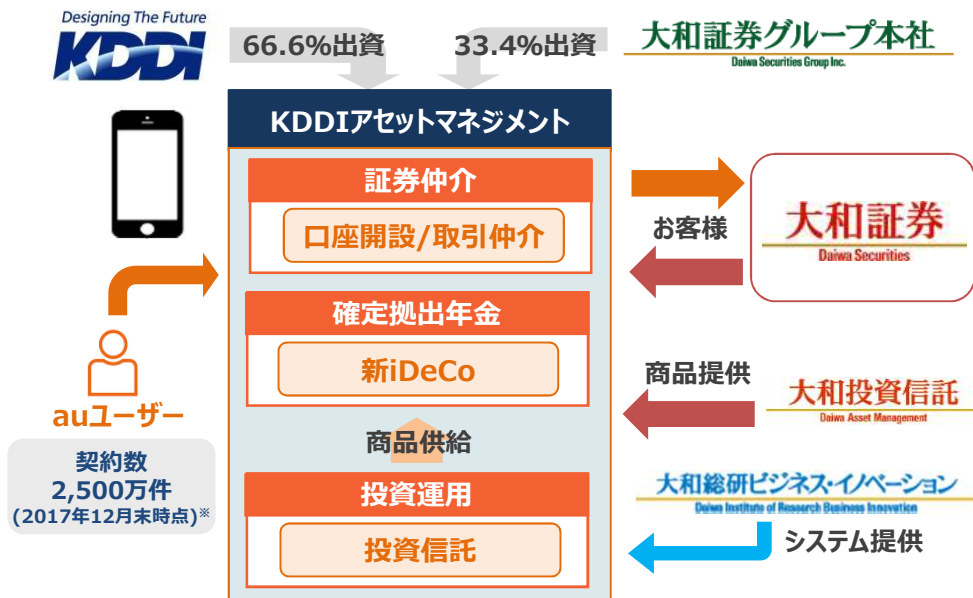 Designing The Future
KDDI
66.6%出資
33.4%出資
大和証券グループ本社
Daiwa Securities Group Inc.
KDDIアセットマネジメント
証券仲介
口座開設/取引仲介
お客様
大和証券
Daiwa Securities
確定拠出年金
新iDeCo
商品提供
大和投資信託
Daiwa Asset Management
auユーザー
契約数
2,500万件
(2017年12月末時点)※
商品供給
投資運用
投資信託
大和総研ビジネス・イノベーション
Daiwa Institute of Research Business Innovation
システム提供